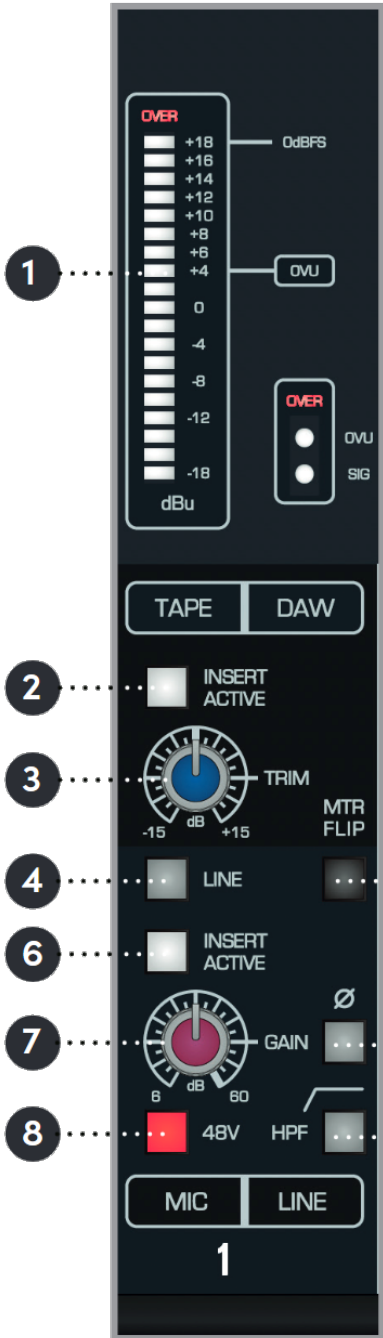 OVER
+18 0dBFS
+16
+14
+12
+10
+8
+6
1 +4 0VU
0
-4
-8
OVER
-12 0VU
-18 SIG
dBu
TAPE DAW
2 INSERT
ACTIVE
3 TRIM
-15 dB +15
MTR
FLIP
4 LINE
6 INSERT
ACTIVE
Ø
7 GAIN
6 dB 60
8 48V HPF
MIC LINE
1